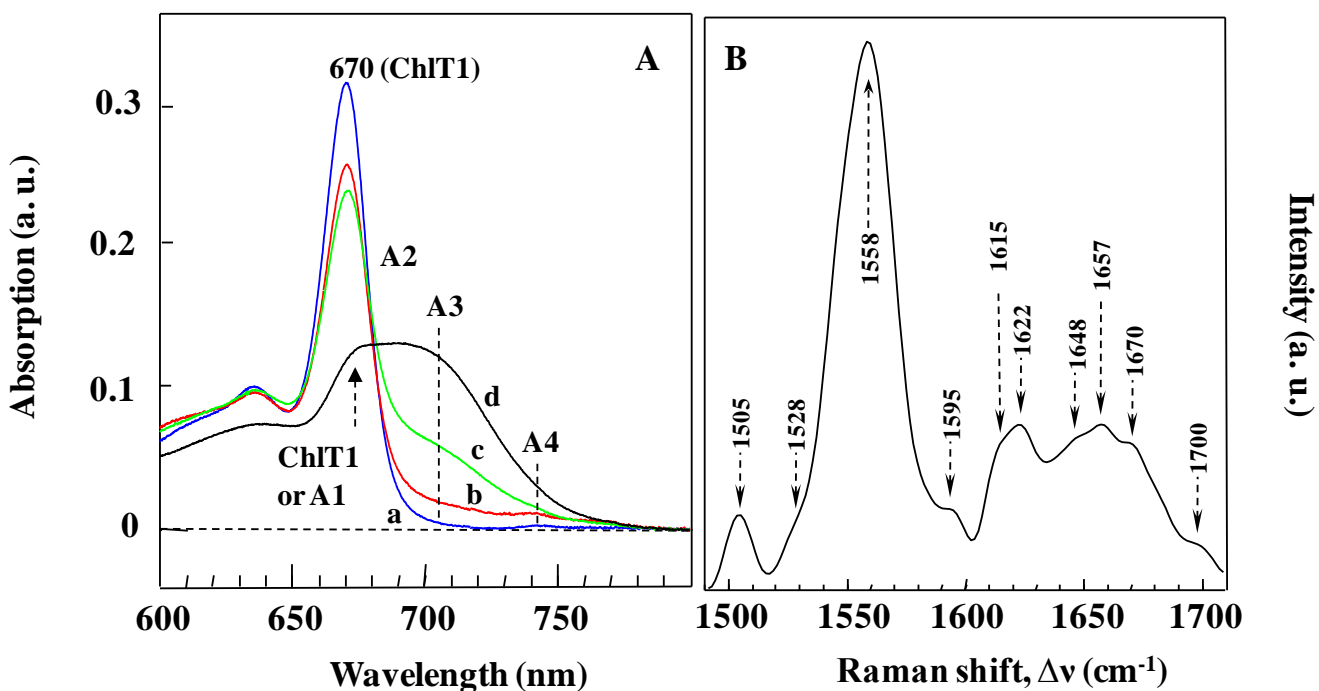 A
670 (ChlT1)
0.3
0.2
0.1
0
A2
A3
A4
a
b
c
d
ChlT1
or A1
600
650
700
750
Wavelength (nm)
Absorption (a. u.)
B
1505
1528
1558
1595
1615
1622
1648
1657
1670
1700
1500
1550
1600
1650
1700
Raman shift, Δν (cm-1)
Intensity (a. u.)